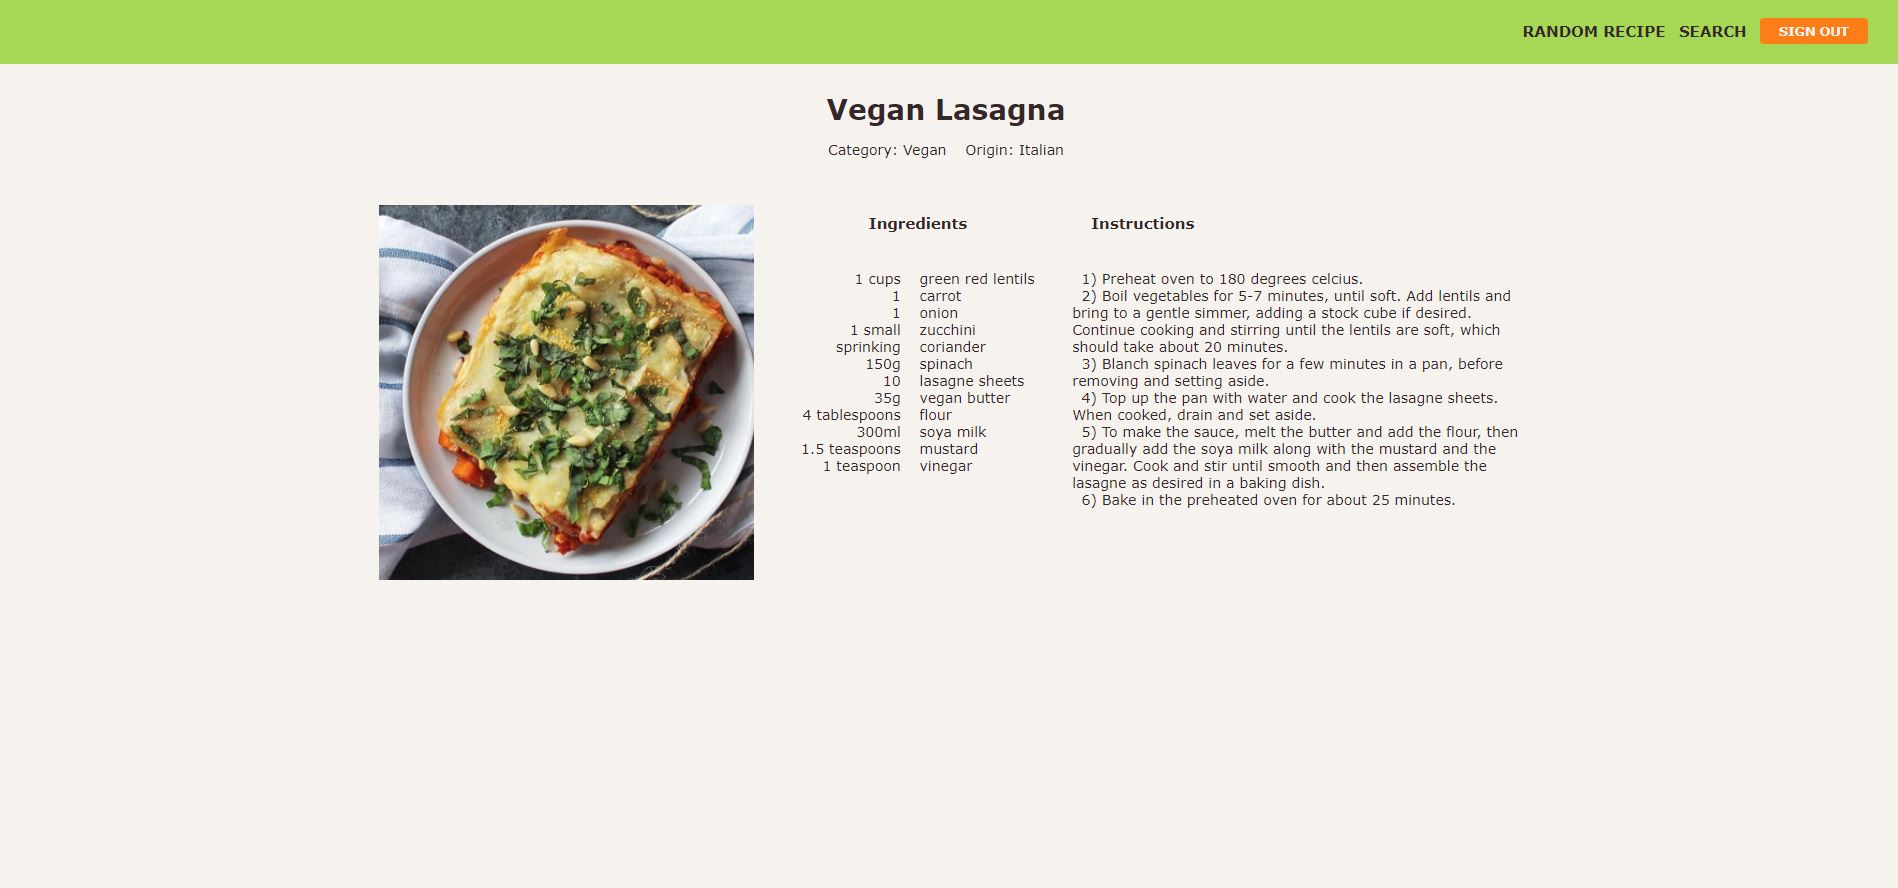 RANDOM RECIPE SEARCH SIGN OUT
Vegan Lasagna
Category: Vegan Origin: Italian
Ingredients
1 cups green red lentils
1 carrot
1 onion
1 small zucchini
sprinking coriander
150g spinach
10 lasagne sheets
35g vegan butter
4 tablespoons flour
300ml soya milk
1.5 teaspoons mustard
1 teaspoon vinegar
Instructions
1) Preheat oven to 180 degrees celcius.
2) Boil vegetables for 5-7 minutes, until soft. Add lentils and
bring to a gentle simmer, adding a stock cube if desired.
Continue cooking and stirring until the lentils are soft, which
should take about 20 minutes.
3) Blanch spinach leaves for a few minutes in a pan, before
removing and setting aside.
4) Top up the pan with water and cook the lasagne sheets.
When cooked, drain and set aside.
5) To make the sauce, melt the butter and add the flour, then
gradually add the soya milk along with the mustard and the
vinegar. Cook and stir until smooth and then assemble the
lasagne as desired in a baking dish.
6) Bake in the preheated oven for about 25 minutes.